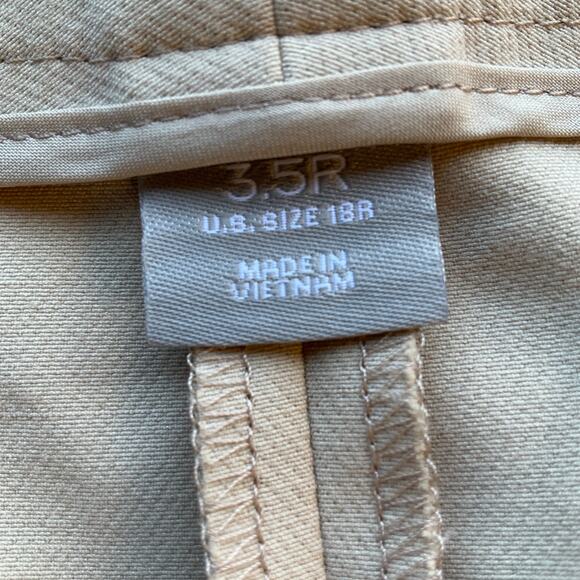 3.5R
U.S. SIZE 18R
MADE IN
VIETNAM